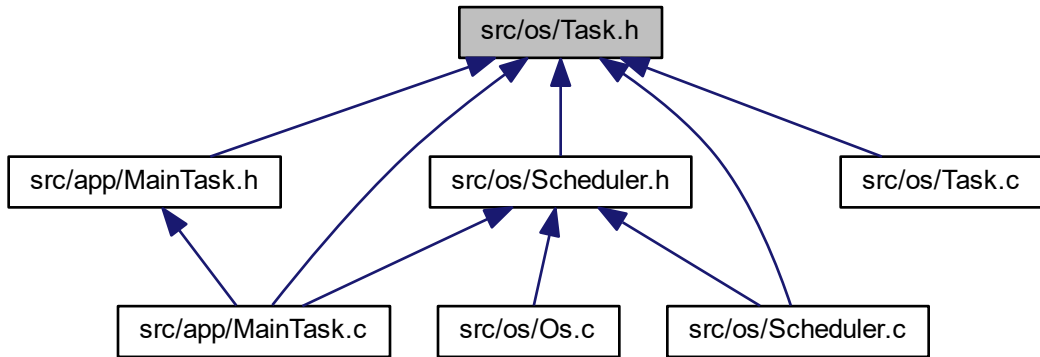 src/os/Task.h
src/app/MainTask.h
src/os/Scheduler.h
src/os/Task.c
src/app/MainTask.c
src/os/Os.c
src/os/Scheduler.c